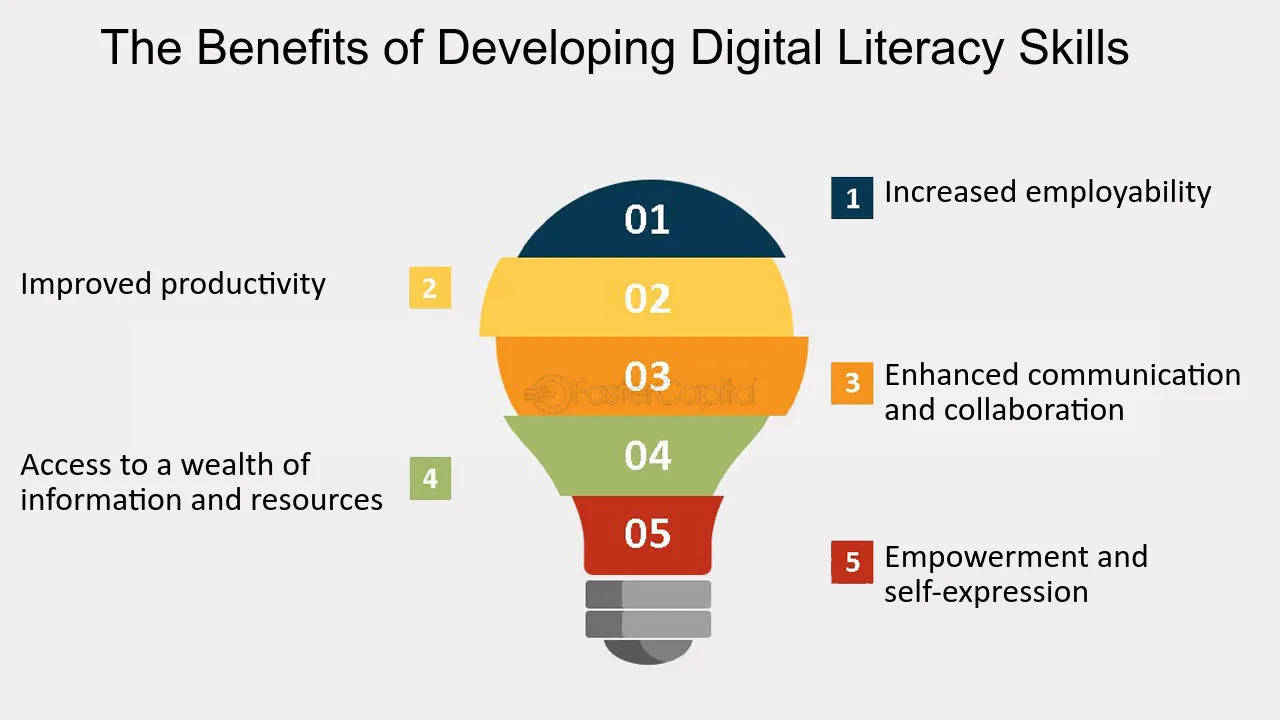 The Benefits of Developing Digital Literacy Skills
01
02
03
04
05
FasterCapital
1
Increased employability
2
Improved productivity
3
Enhanced communication
and collaboration
4
Access to a wealth of
information and resources
5
Empowerment and
self-expression